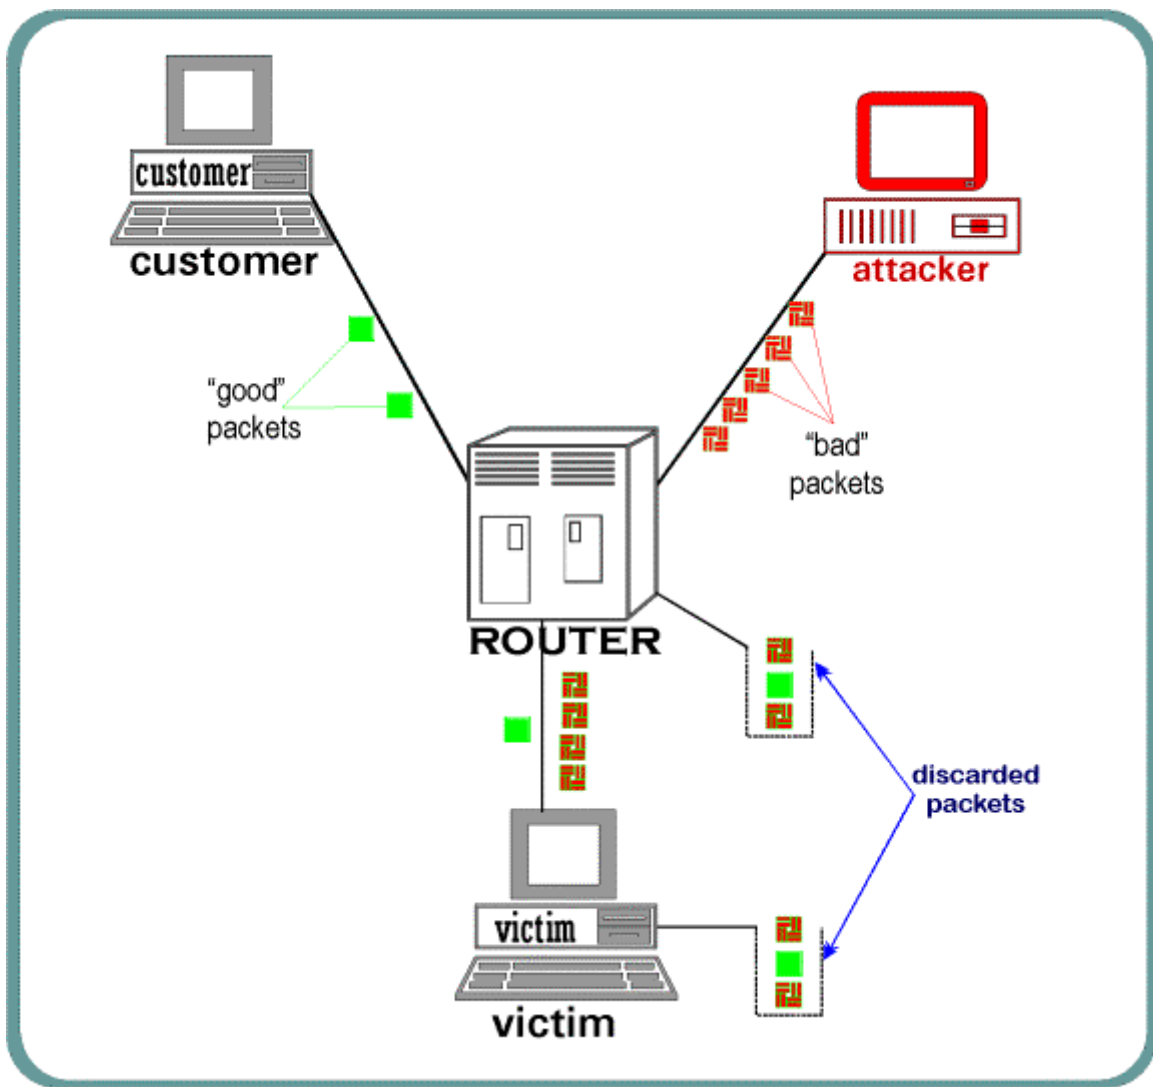 customer
customer
attacker
“good”
packets
“bad”
packets
ROUTER
discarded
packets
victim
victim